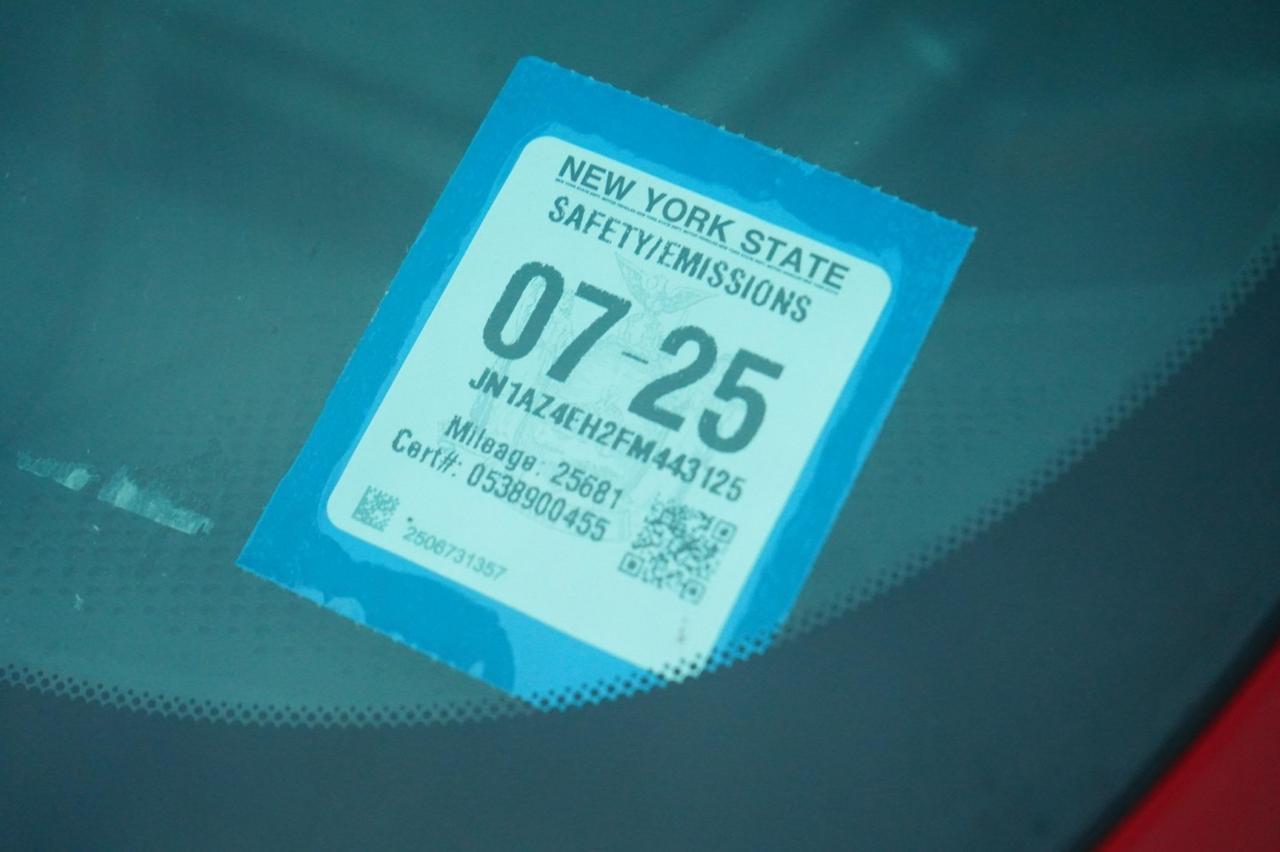 NEW YORK STATE
SAFETY/EMISSIONS
07-25
JN1AZ4EH2FM443125
Mileage: 25681
Cert#: 0538900455
2506731357